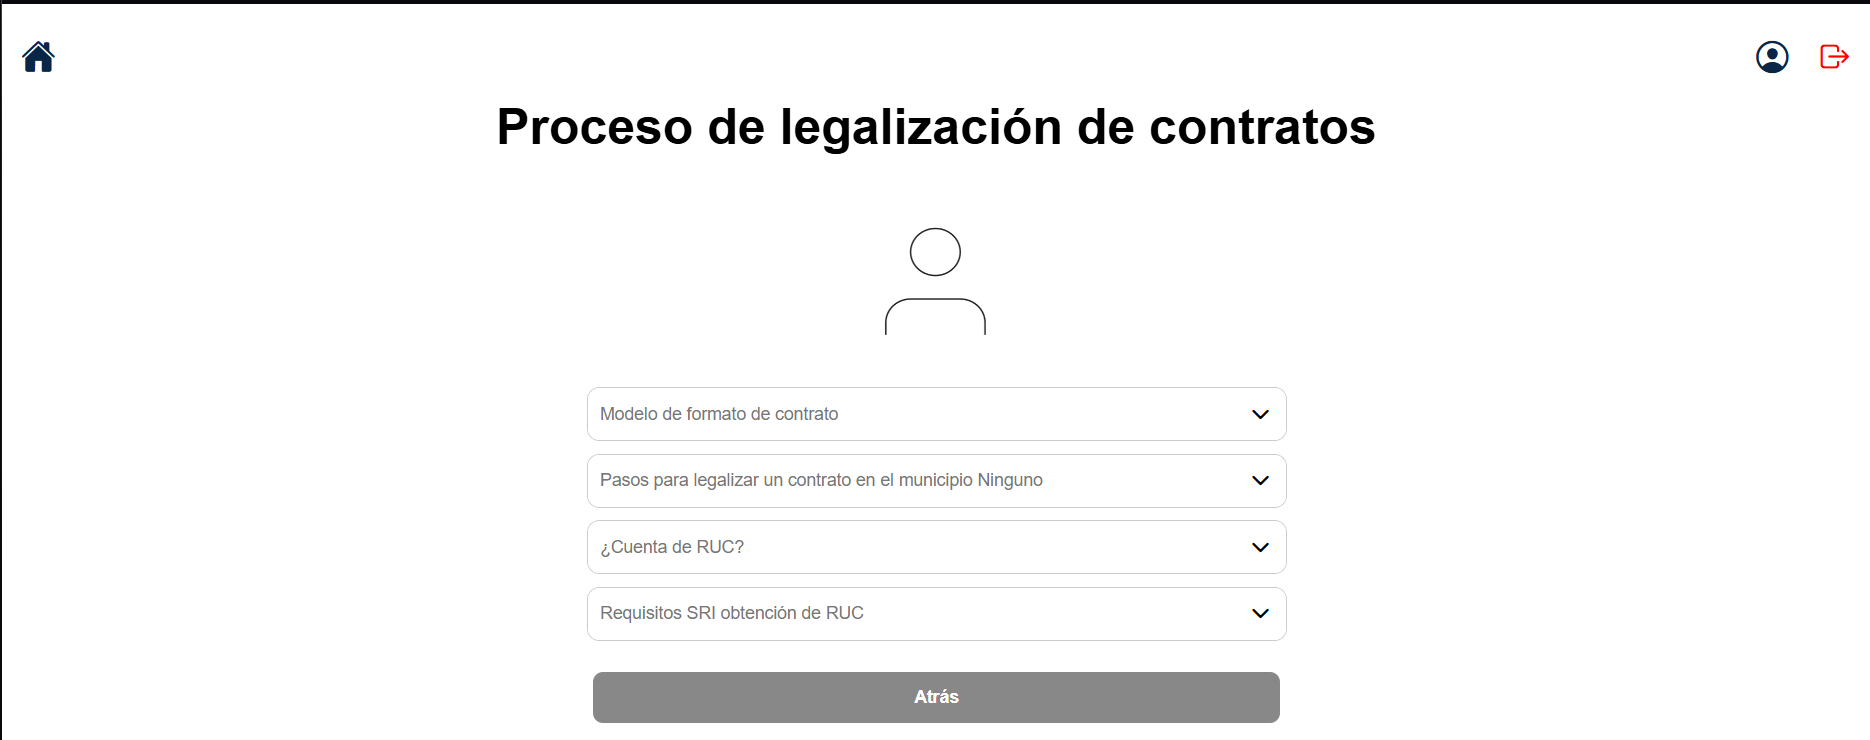 Proceso de legalización de contratos
Modelo de formato de contrato
Pasos para legalizar un contrato en el municipio Ninguno
¿Cuenta de RUC?
Requisitos SRI obtención de RUC
Atrás